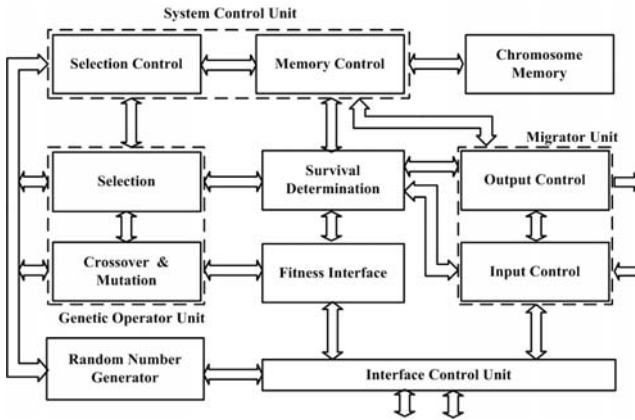 System Control Unit
Selection Control
Memory Control
Chromosome
Memory
Migrator Unit
Selection
Survival
Determination
Output Control
Crossover &
Mutation
Fitness Interface
Input Control
Genetic Operator Unit
Random Number
Generator
Interface Control Unit